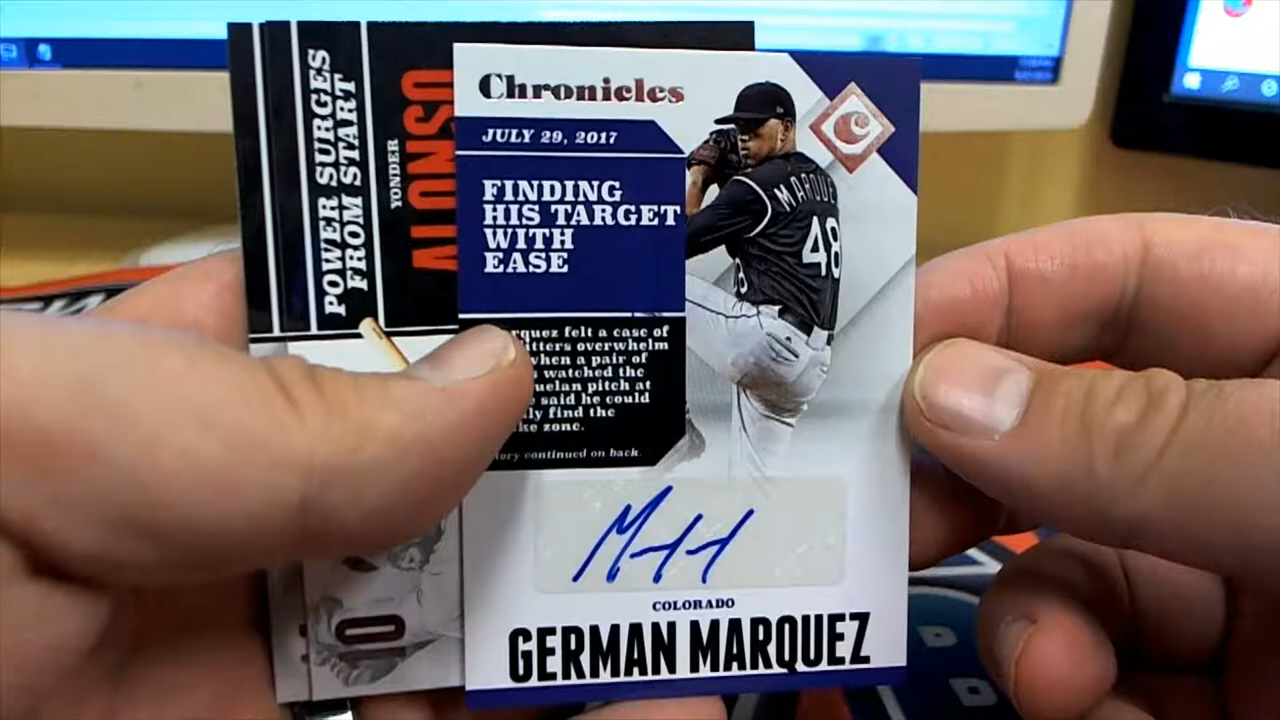 POWER SURGES
FROM START
YONDER
Chronicles
JULY 29, 2017
FINDING
HIS TARGET
WITH
EASE
felt a case of
overwhelm
when a pair of
watched the
pitch at
said he could
find the
zone.
continued on back.
MARQUE
48
COLORADO
GERMAN MARQUEZ
10